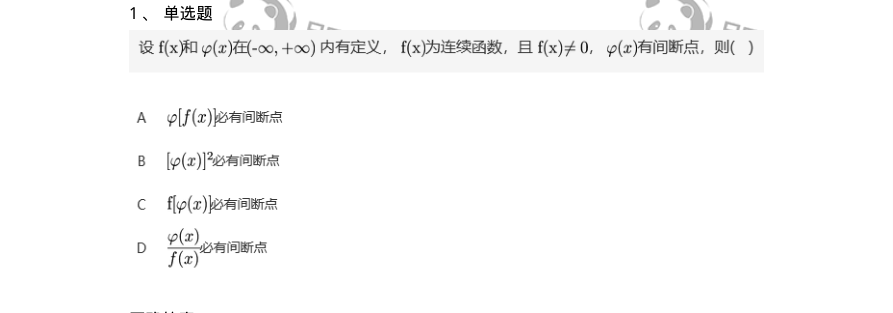 1、 单选题
设 f(x)和 φ(x)在(-∞, +∞) 内有定义， f(x)为连续函数，且 f(x)≠ 0， φ(x)有间断点，则( )
A φ[f(x)]必有间断点
B [φ(x)]²必有间断点
C f[φ(x)]必有间断点
D φ(x)/f(x)必有间断点